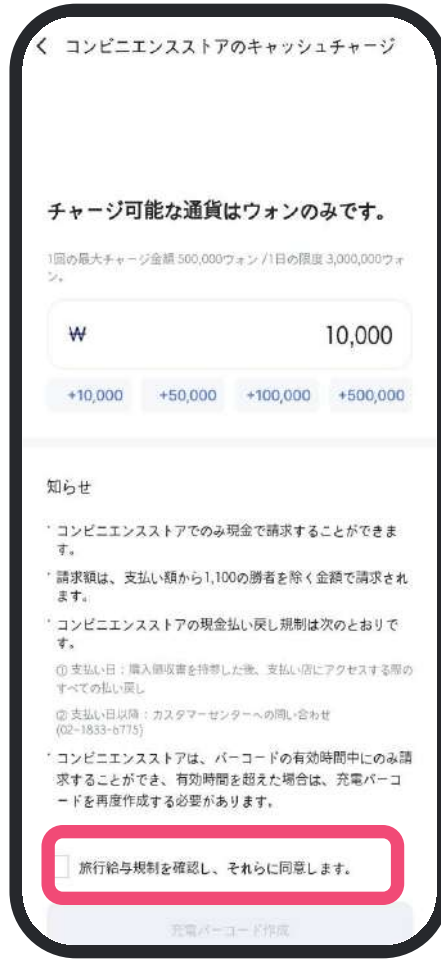 コンビニエンスストアのキャッシュチャージ
チャージ可能な通貨はウォンのみです。
1回の最大チャージ金額 500,000ウォン /1日の限度 3,000,000ウォ
ン。
₩ 10,000
+10,000 +50,000 +100,000 +500,000
知らせ
・コンビニエンスストアでのみ現金で請求することができま
す。
・請求額は、支払い額から1,100の勝者を除く金額で請求され
ます。
・コンビニエンスストアの現金払い戻し規制は次のとおりで
す。
① 支払い日：購入領収書を持参した後、支払い店にアクセスする際の
すべての払い戻し
② 支払い日以降：カスタマーセンターへの問い合わせ
(02-1833-6775)
・コンビニエンスストアは、バーコードの有効時間中にのみ請
求することができ、有効時間を超えた場合は、充電バーコ
ードを再度作成する必要があります。
旅行給与規制を確認し、それらに同意します。
充電バーコード作成